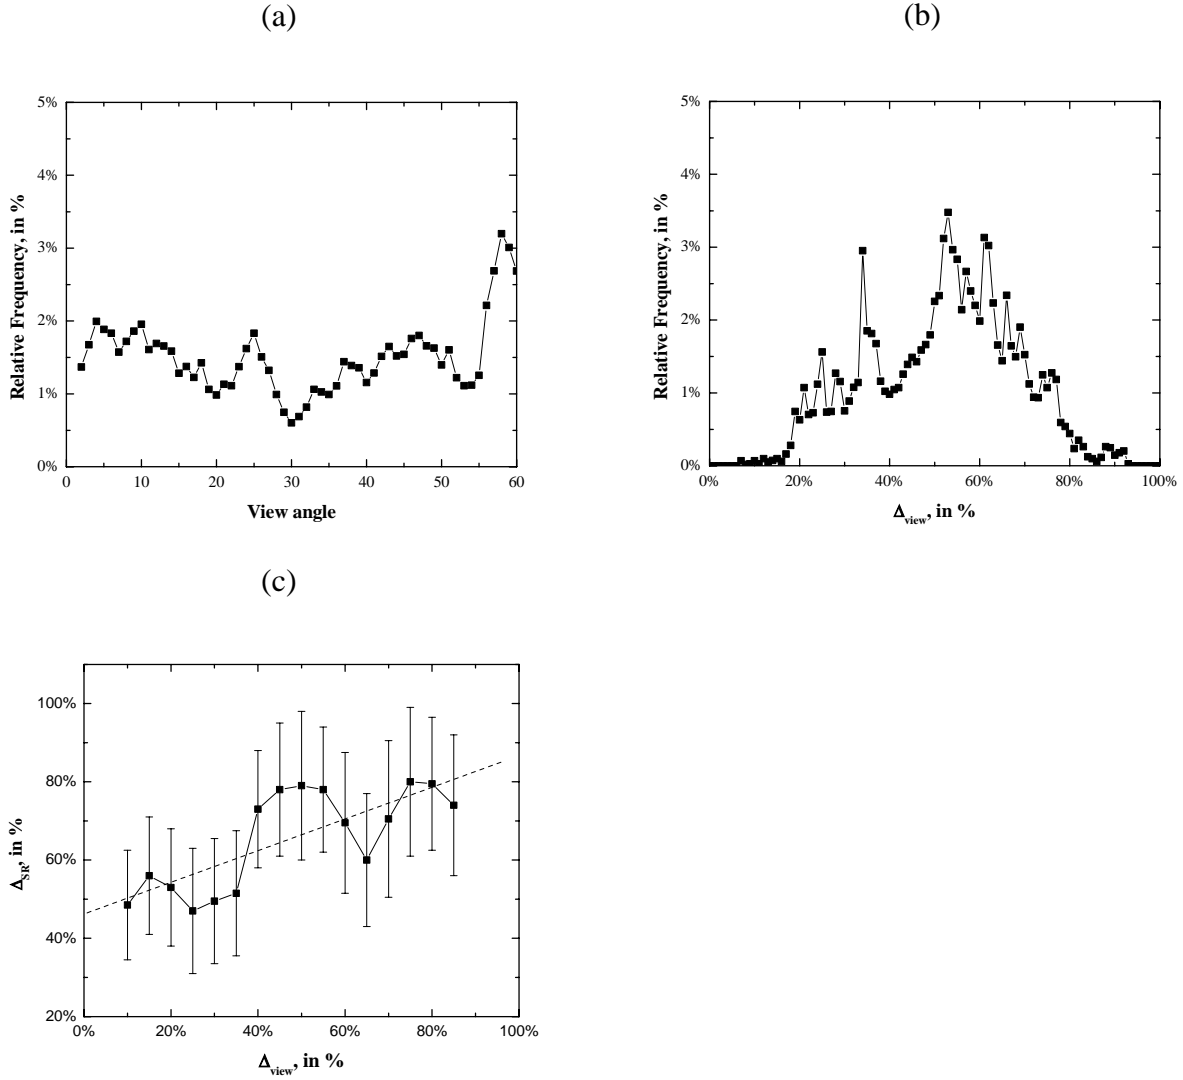 (a)
(b)
5%
4%
3%
2%
1%
0%
Relative Frequency, in %
0 10 20 30 40 50 60
View angle
5%
4%
3%
2%
1%
0%
Relative Frequency, in %
0% 20% 40% 60% 80% 100%
Δview, in %
(c)
100%
80%
60%
40%
20%
ΔSR, in %
0% 20% 40% 60% 80% 100%
Δview, in %